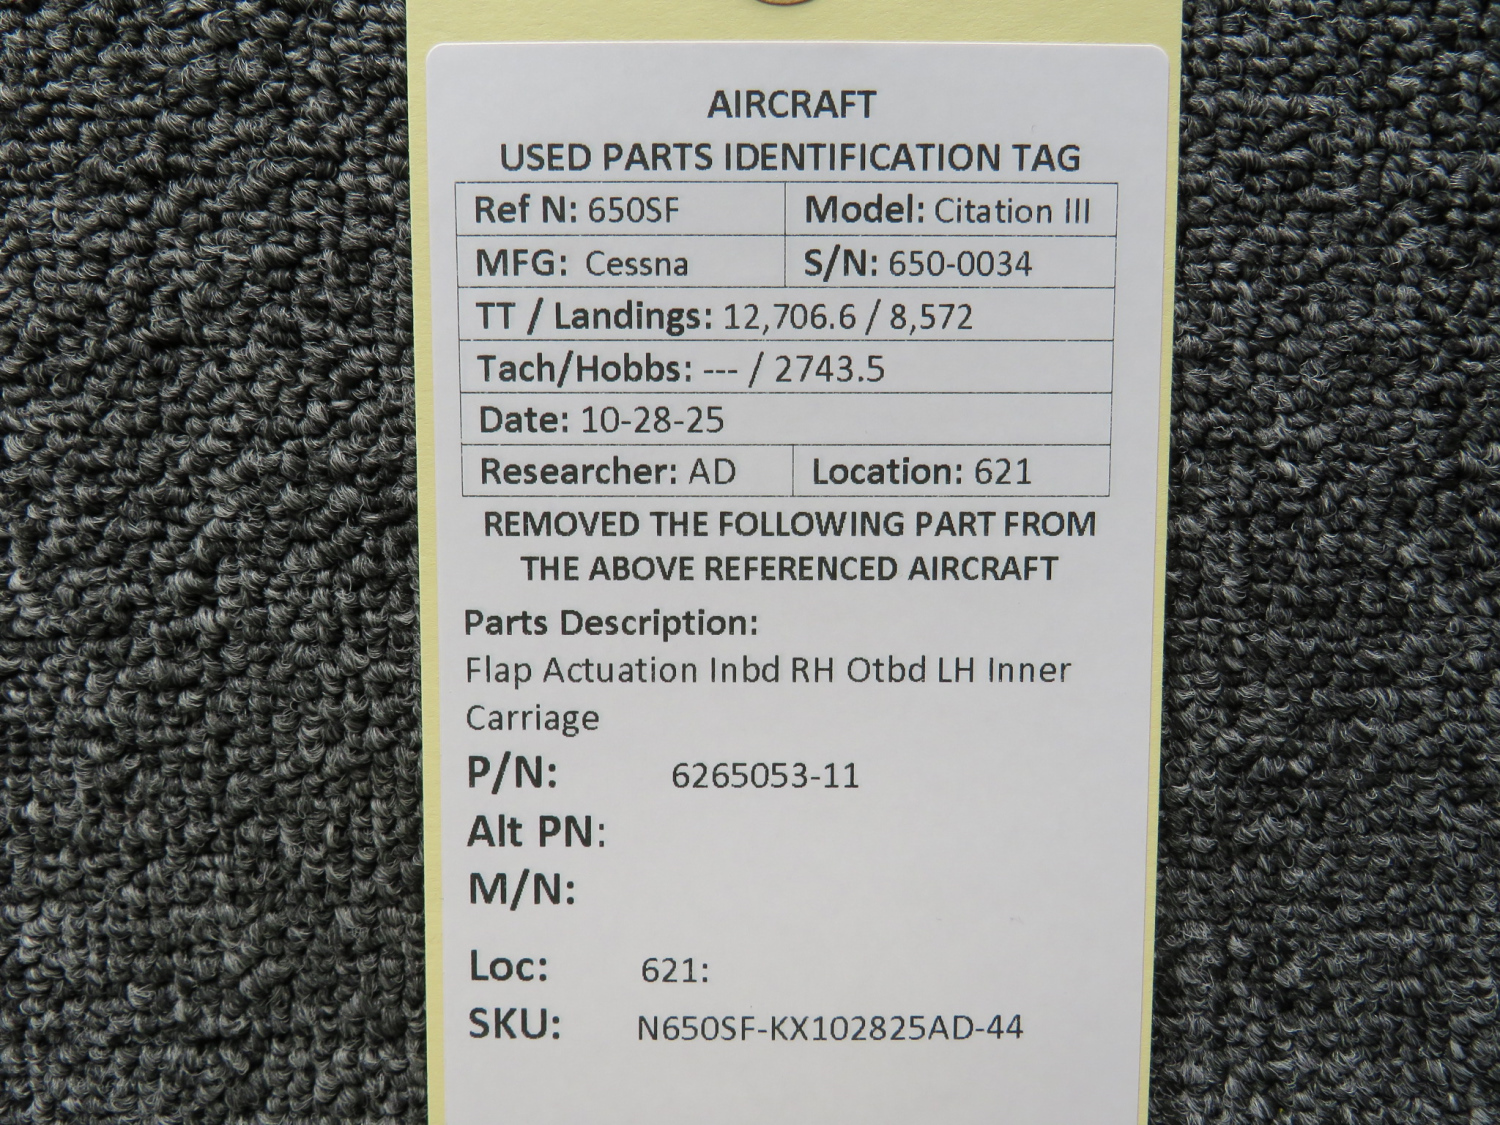 AIRCRAFT
USED PARTS IDENTIFICATION TAG
Ref N: 650SF Model: Citation III
MFG: Cessna S/N: 650-0034
TT / Landings: 12,706.6 / 8,572
Tach/Hobbs: --- / 2743.5
Date: 10-28-25
Researcher: AD Location: 621
REMOVED THE FOLLOWING PART FROM
THE ABOVE REFERENCED AIRCRAFT
Parts Description:
Flap Actuation Inbd RH Otbd LH Inner
Carriage
P/N: 6265053-11
Alt PN:
M/N:
Loc: 621:
SKU: N650SF-KX102825AD-44